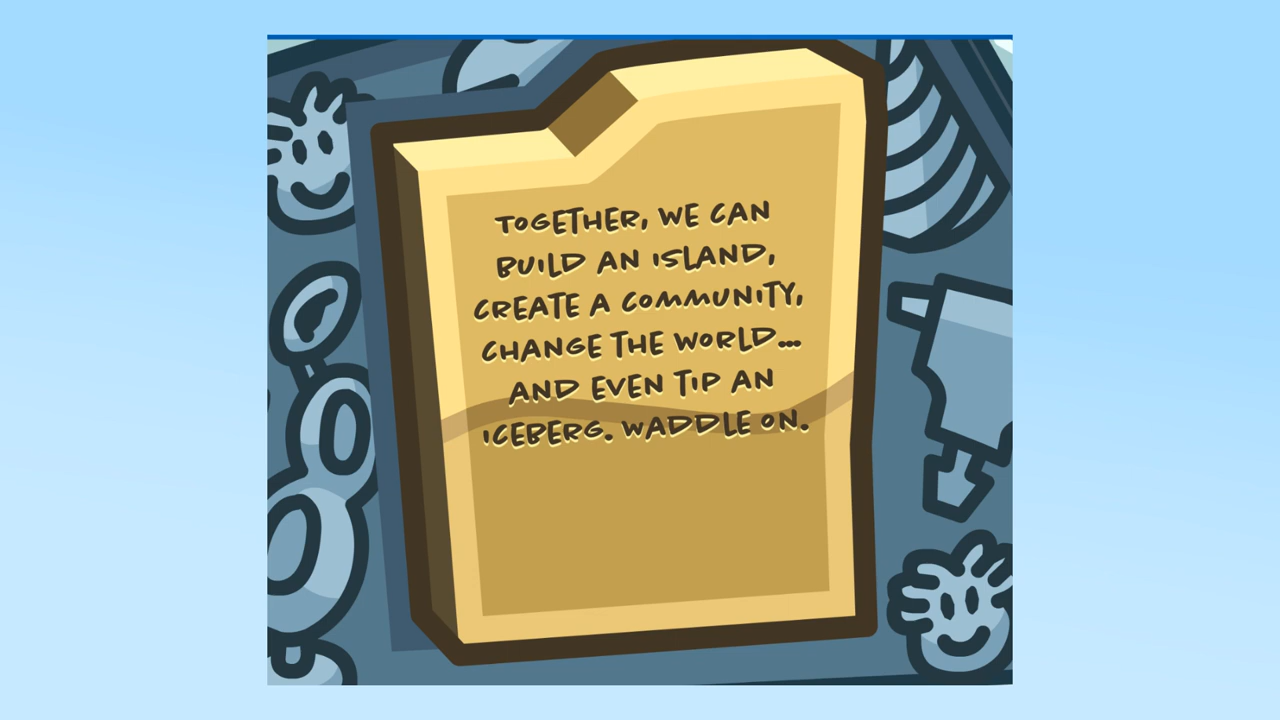 TOGETHER, WE CAN
BUILD AN ISLAND,
CREATE A COMMUNITY,
CHANGE THE WORLD...
AND EVEN TIP AN
ICEBERG. WADDLE ON.